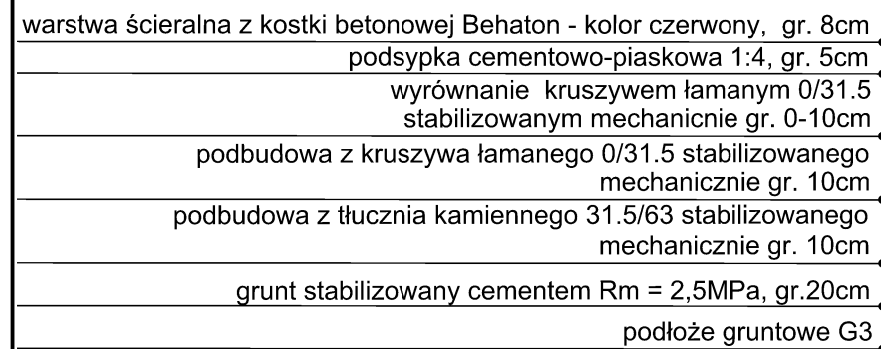 warstwa ścieralna z kostki betonowej Behaton - kolor czerwony, gr. 8cm
podsypka cementowo-piaskowa 1:4, gr. 5cm
wyrównanie kruszywem łamanym 0/31.5
stabilizowanym mechanicnie gr. 0-10cm
podbudowa z kruszywa łamanego 0/31.5 stabilizowanego
mechanicznie gr. 10cm
podbudowa z tłucznia kamiennego 31.5/63 stabilizowanego
mechanicznie gr. 10cm
grunt stabilizowany cementem Rm = 2,5MPa, gr.20cm
podłoże gruntowe G3